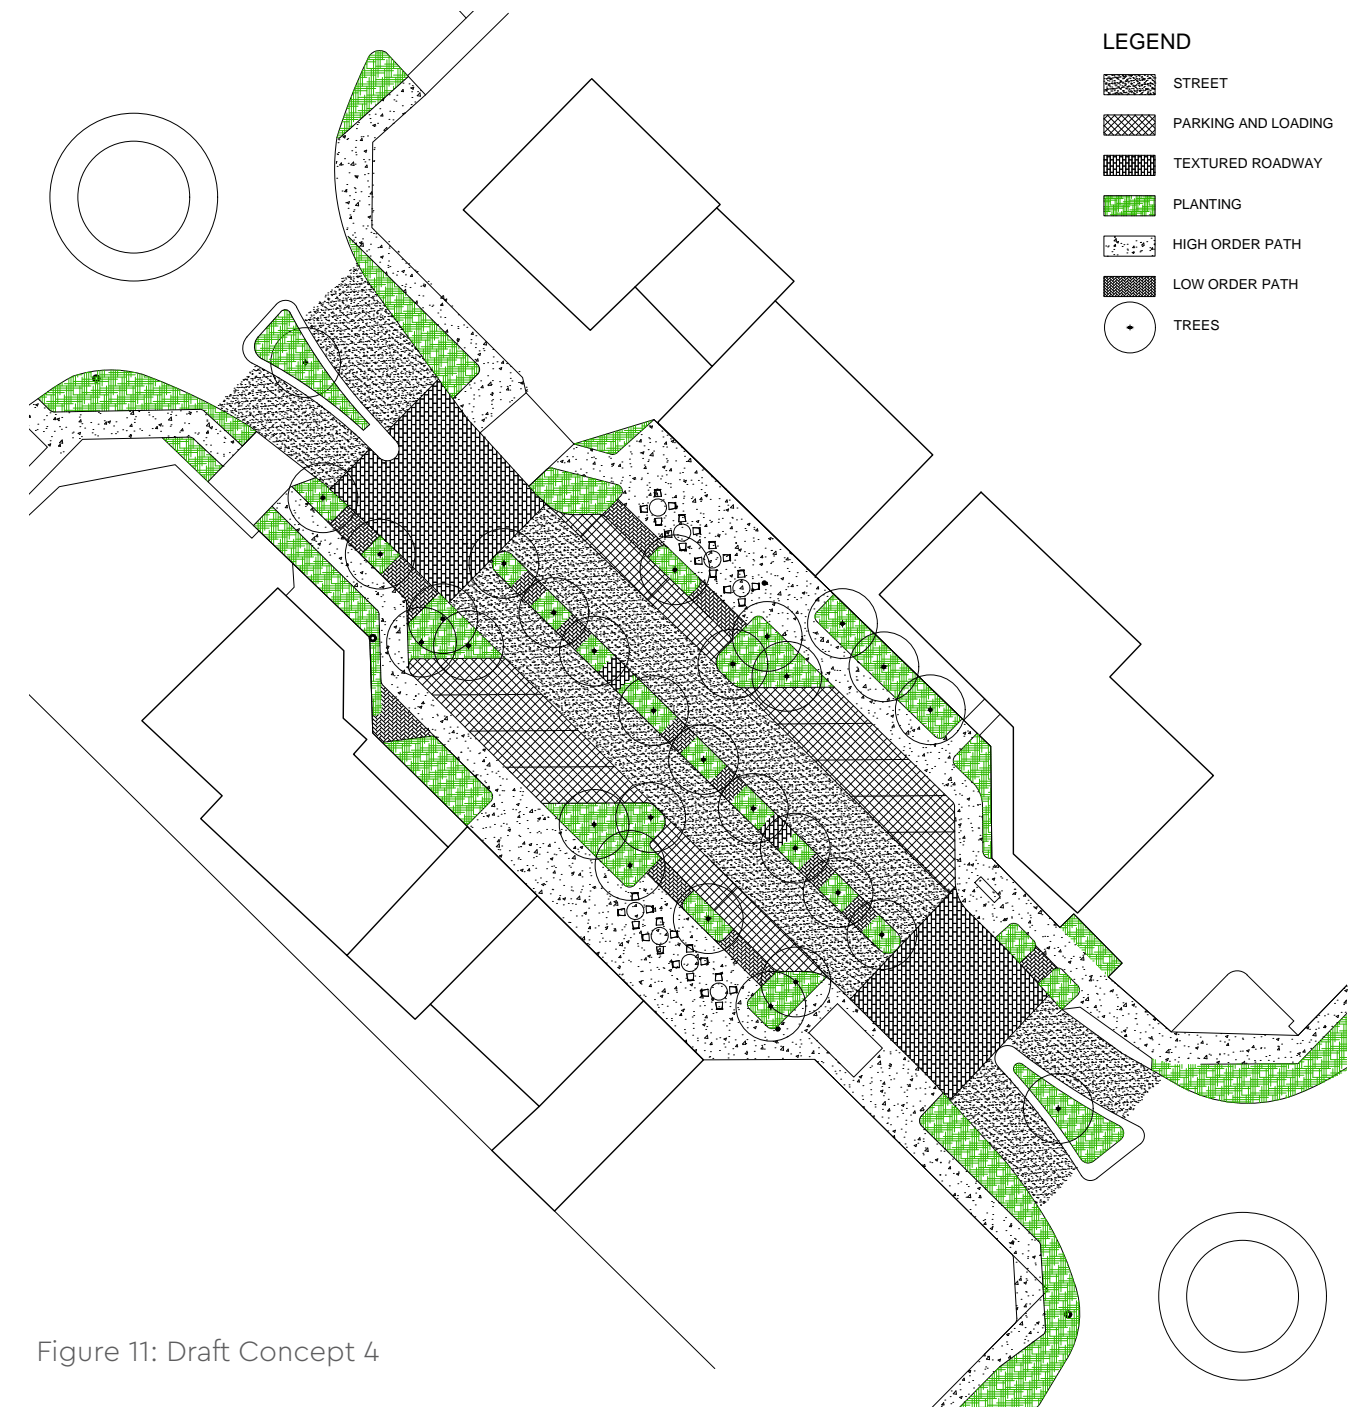 LEGEND
STREET
PARKING AND LOADING
TEXTURED ROADWAY
PLANTING
HIGH ORDER PATH
LOW ORDER PATH
TREES
Figure 11: Draft Concept 4